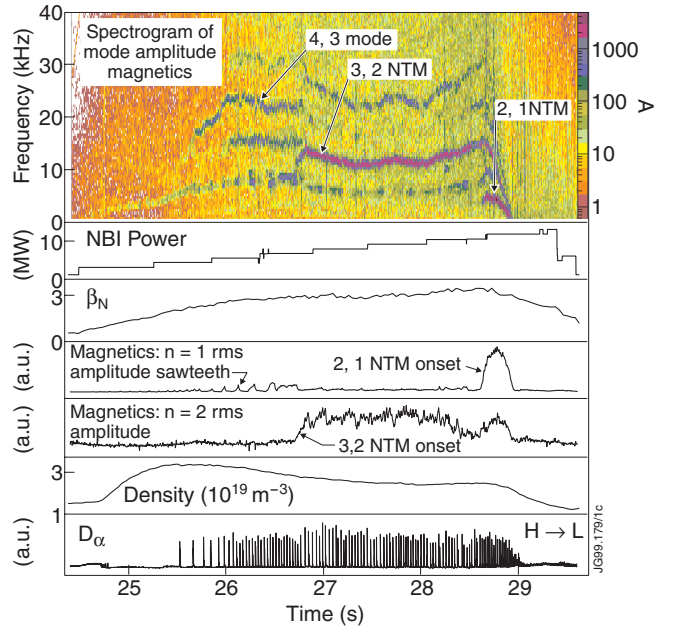 40
30
20
10
0
Frequency (kHz)
Spectrogram of
mode amplitude
magnetics
4, 3 mode
3, 2 NTM
2, 1NTM
1000
100
10
1
A
10
0
(MW)
NBI Power
3
0
βN
(a.u.)
Magnetics: n = 1 rms
amplitude sawteeth
2, 1 NTM onset
(a.u.)
Magnetics: n = 2 rms
amplitude
3,2 NTM onset
3
1
Density (10¹⁹ m⁻³)
(a.u.)
Dα
H → L
JG99.179/1c
25 26 27 28 29
Time (s)